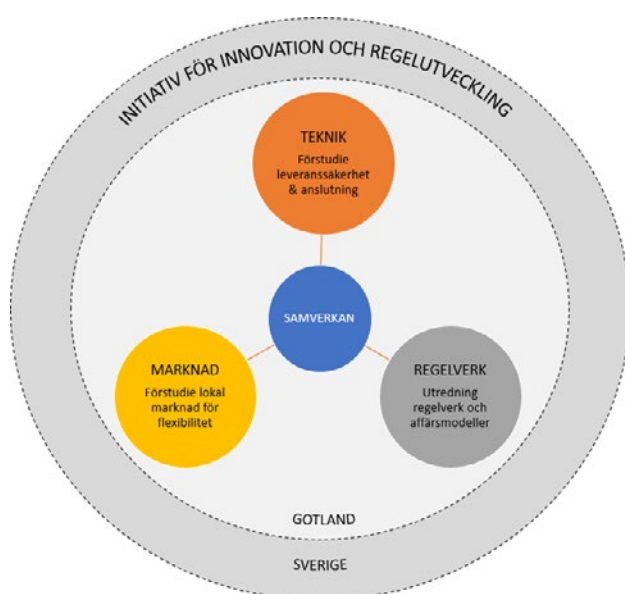 INITIATIV FÖR INNOVATION OCH REGELUTVECKLING
TEKNIK
Förstudie
leveranssäkerhet
& anslutning
SAMVERKAN
MARKNAD
Förstudie lokal
marknad för
flexibilitet
REGELVERK
Utredning
regelverk och
affärsmodeller
GOTLAND
SVERIGE